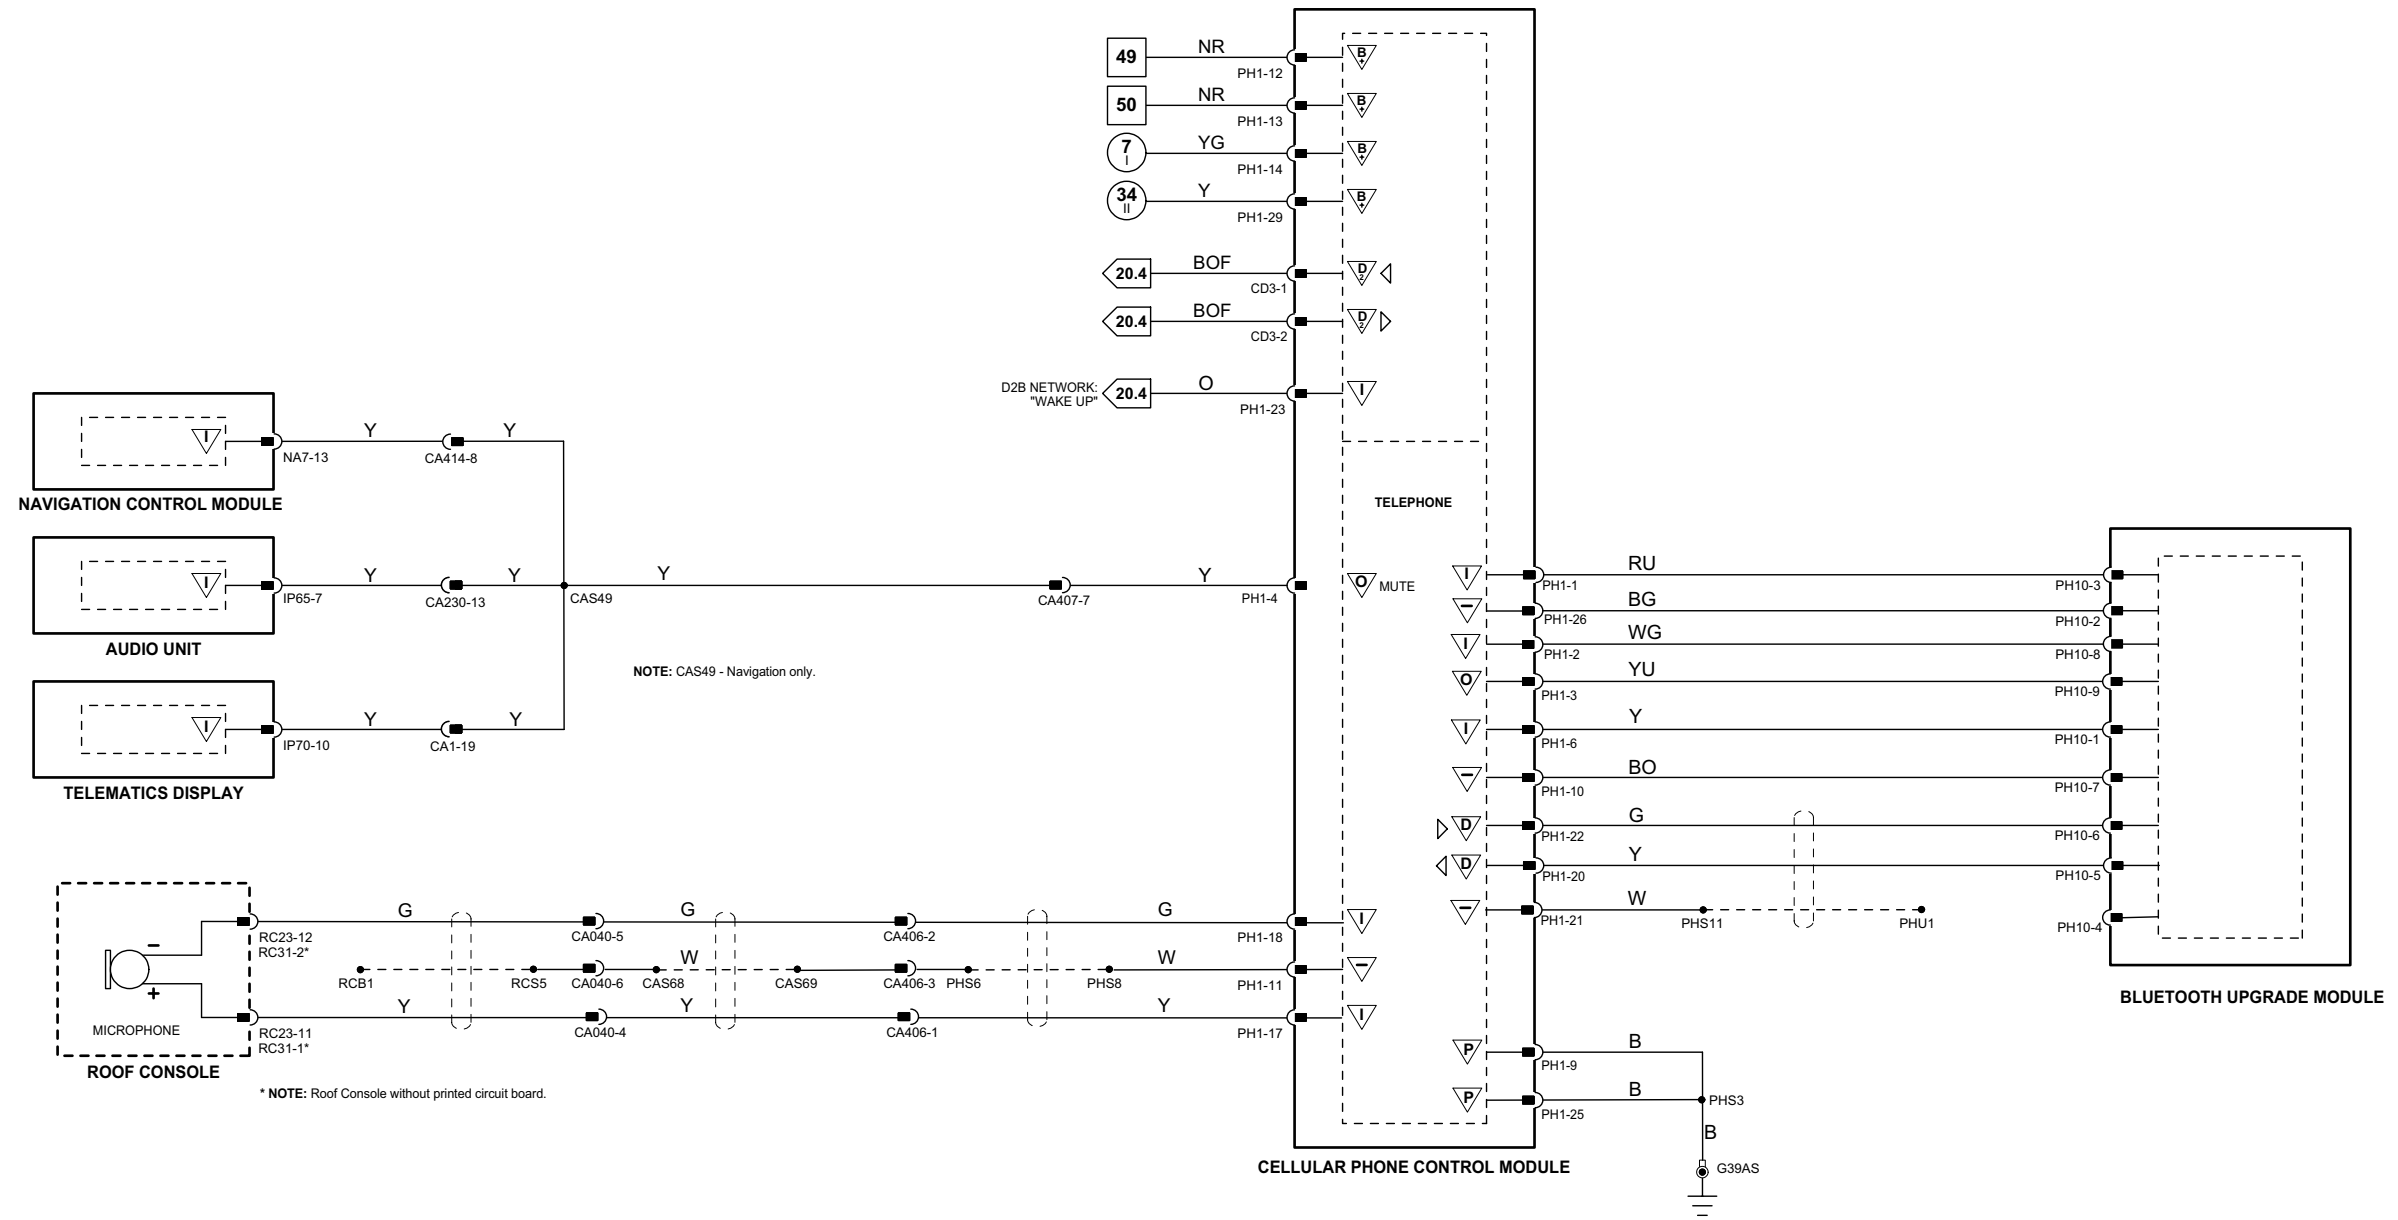 49 NR PH1-12 B+
50 NR PH1-13 B+
7 I YG PH1-14 B+
34 II Y PH1-29 B+
20.4 BOF CD3-1 D2
20.4 BOF CD3-2 D2
D2B NETWORK:
"WAKE UP" 20.4 O PH1-23 I
I NA7-13 Y CA414-8 Y
NAVIGATION CONTROL MODULE
I IP65-7 Y CA230-13 Y CAS49 Y CA407-7 Y PH1-4 O MUTE
AUDIO UNIT
NOTE: CAS49 - Navigation only.
I IP70-10 Y CA1-19 Y
TELEMATICS DISPLAY
TELEPHONE
I PH1-1 RU PH10-3
– PH1-26 BG PH10-2
I PH1-2 WG PH10-8
O PH1-3 YU PH10-9
I PH1-6 Y PH10-1
– PH1-10 BO PH10-7
D PH1-22 G PH10-6
D PH1-20 Y PH10-5
– PH1-21 W PHS11 PHU1 PH10-4
BLUETOOTH UPGRADE MODULE
– RC23-12 G CA040-5 G CA406-2 G PH1-18 I
RC31-2*
RCB1 RCS5 CA040-6 CAS68 W CAS69 CA406-3 PHS6 PHS8 W PH1-11 –
+ RC23-11 Y CA040-4 Y CA406-1 Y PH1-17 I
RC31-1*
MICROPHONE
ROOF CONSOLE
* NOTE: Roof Console without printed circuit board.
P PH1-9 B
P PH1-25 B PHS3
B
G39AS
CELLULAR PHONE CONTROL MODULE